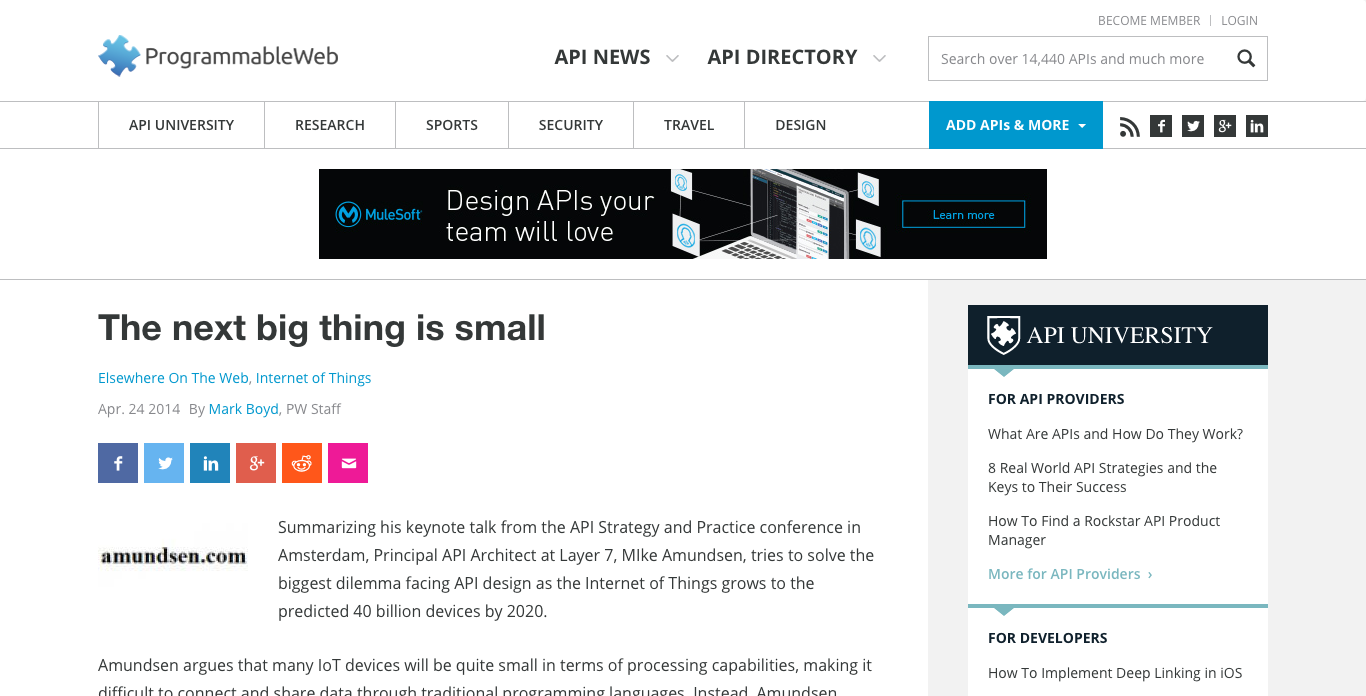 BECOME MEMBER | LOGIN
ProgrammableWeb
API NEWS
API DIRECTORY
Search over 14,440 APIs and much more
API UNIVERSITY
RESEARCH
SPORTS
SECURITY
TRAVEL
DESIGN
ADD APIs & MORE
MuleSoft
Design APIs your
team will love
Learn more
The next big thing is small
Elsewhere On The Web, Internet of Things
Apr. 24 2014 By Mark Boyd, PW Staff
amundsen.com
Summarizing his keynote talk from the API Strategy and Practice conference in
Amsterdam, Principal API Architect at Layer 7, MIke Amundsen, tries to solve the
biggest dilemma facing API design as the Internet of Things grows to the
predicted 40 billion devices by 2020.
Amundsen argues that many IoT devices will be quite small in terms of processing capabilities, making it
difficult to connect and share data through traditional programming languages. Instead, Amundsen
API UNIVERSITY
FOR API PROVIDERS
What Are APIs and How Do They Work?
8 Real World API Strategies and the
Keys to Their Success
How To Find a Rockstar API Product
Manager
More for API Providers ›
FOR DEVELOPERS
How To Implement Deep Linking in iOS